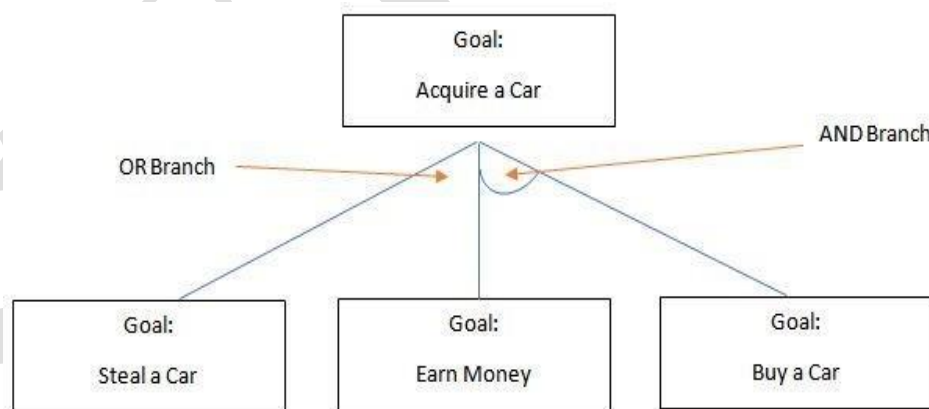 Goal:
Acquire a Car
OR Branch
AND Branch
Goal:
Steal a Car
Goal:
Earn Money
Goal:
Buy a Car